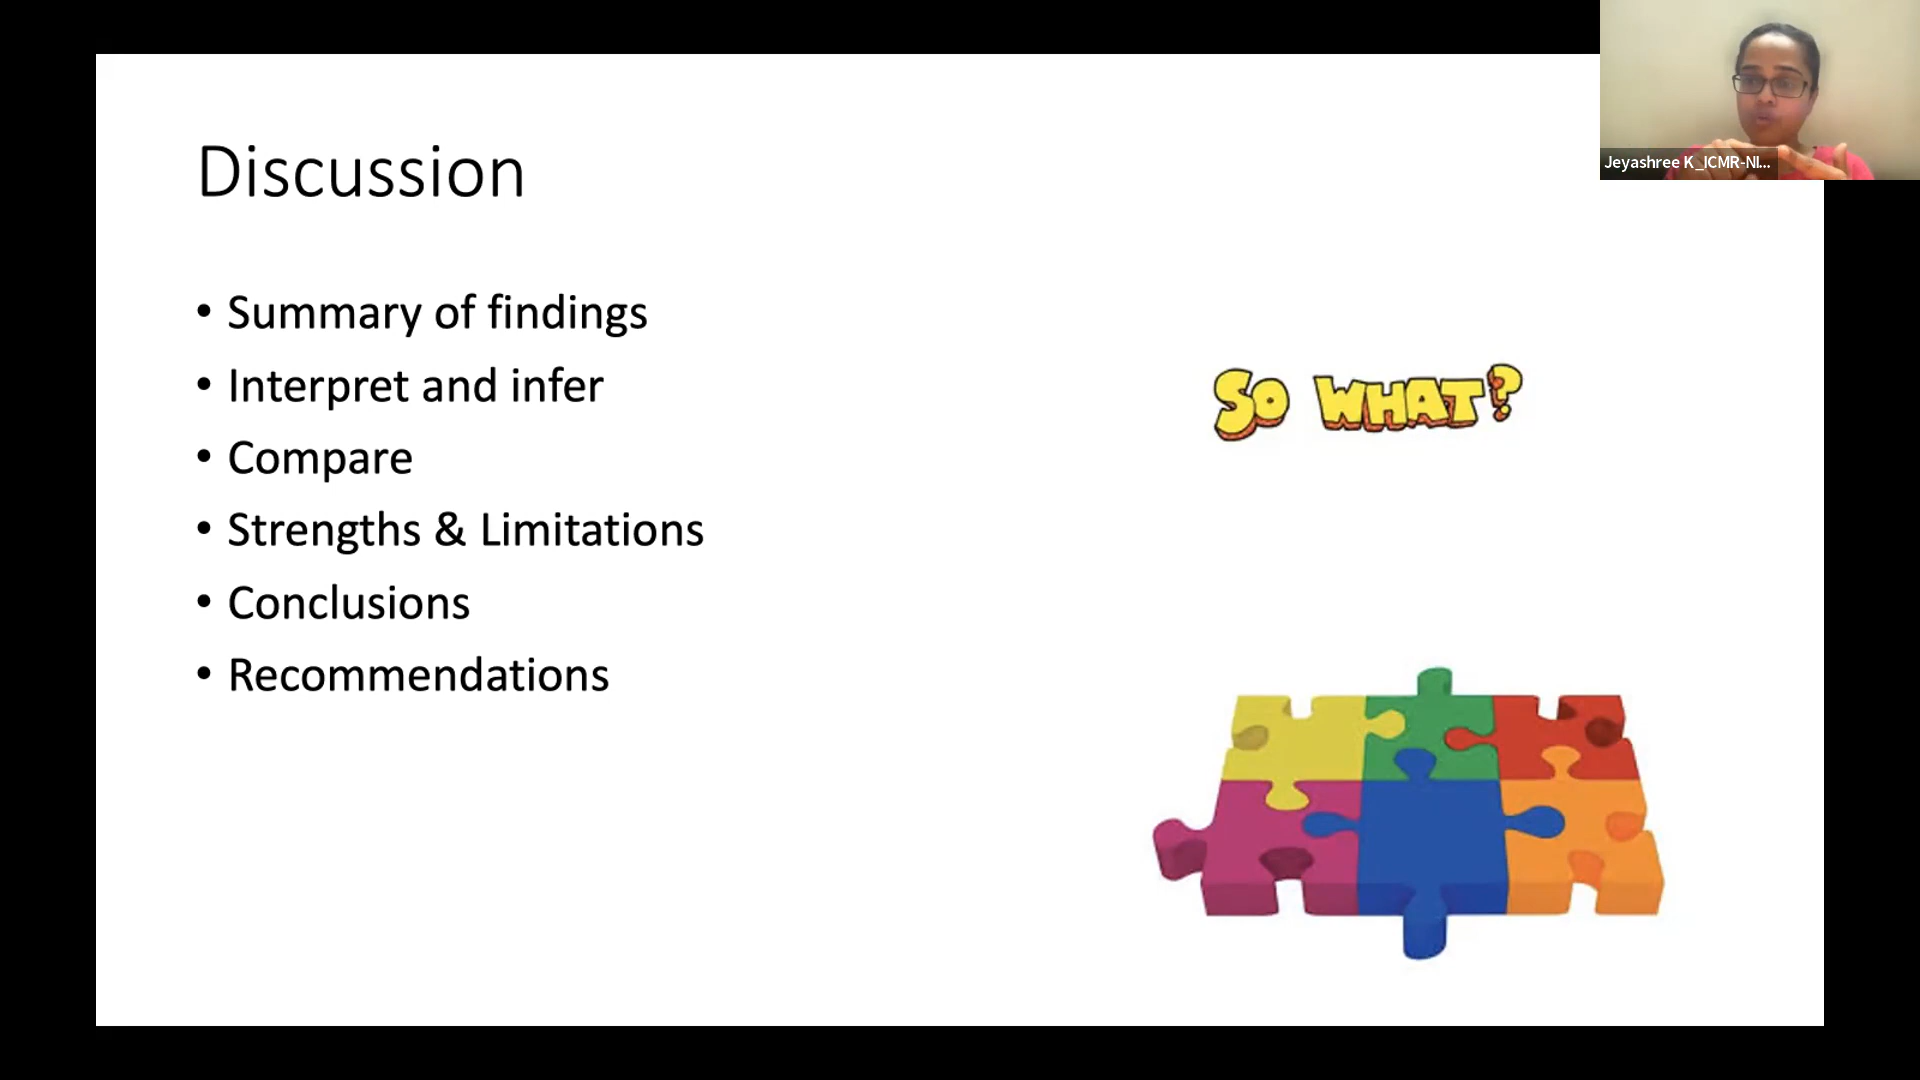 Discussion
• Summary of findings
• Interpret and infer
• Compare
• Strengths & Limitations
• Conclusions
• Recommendations
SO WHAT?
Jeyashree K_ICMR-NI...